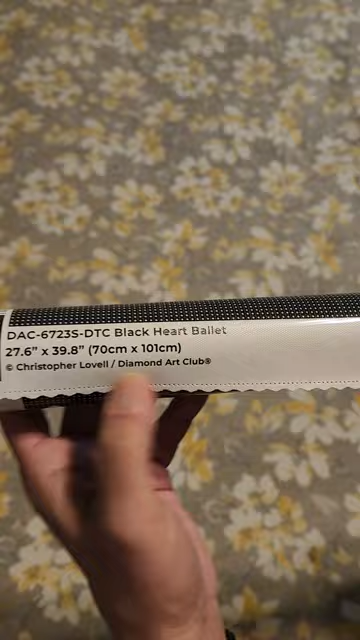 DAC-6723S-DTC Black Heart Ballet
27.6” x 39.8” (70cm x 101cm)
© Christopher Lovell / Diamond Art Club®